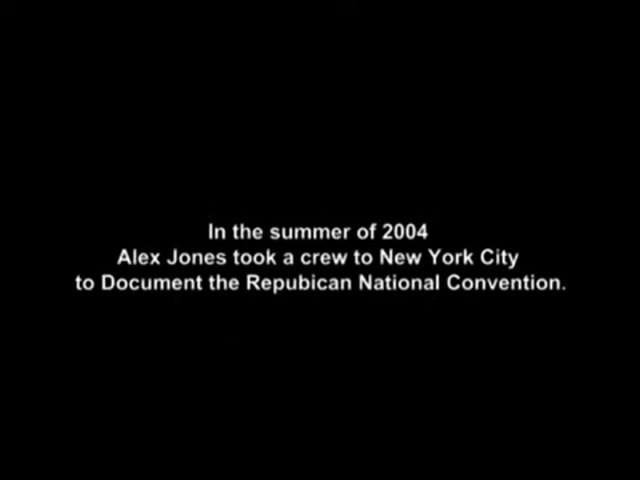 In the summer of 2004
Alex Jones took a crew to New York City
to Document the Repubican National Convention.